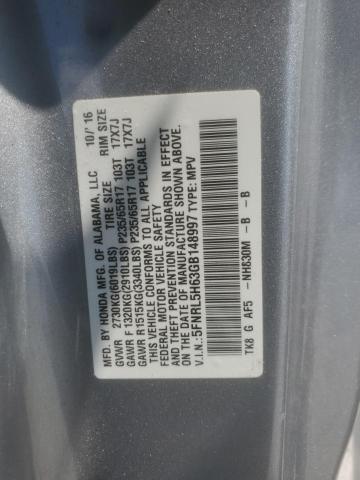 MFD. BY HONDA MFG. OF ALABAMA, LLC 10/ 16
TIRE SIZE RIM SIZE
GVWR 2730KG(6019LBS)
GAWR F 1320KG(2910LBS) P235/65R17 103T 17X7J
GAWR R1515KG(3340LBS) P235/65R17 103T 17X7J
THIS VEHICLE CONFORMS TO ALL APPLICABLE
FEDERAL MOTOR VEHICLE SAFETY
AND THEFT PREVENTION STANDARDS IN EFFECT
ON THE DATE OF MANUFACTURE SHOWN ABOVE.
V.I.N.:5FNRL5H63GB148997 TYPE: MPV
TK8 G AF5 - NH830M - B - B